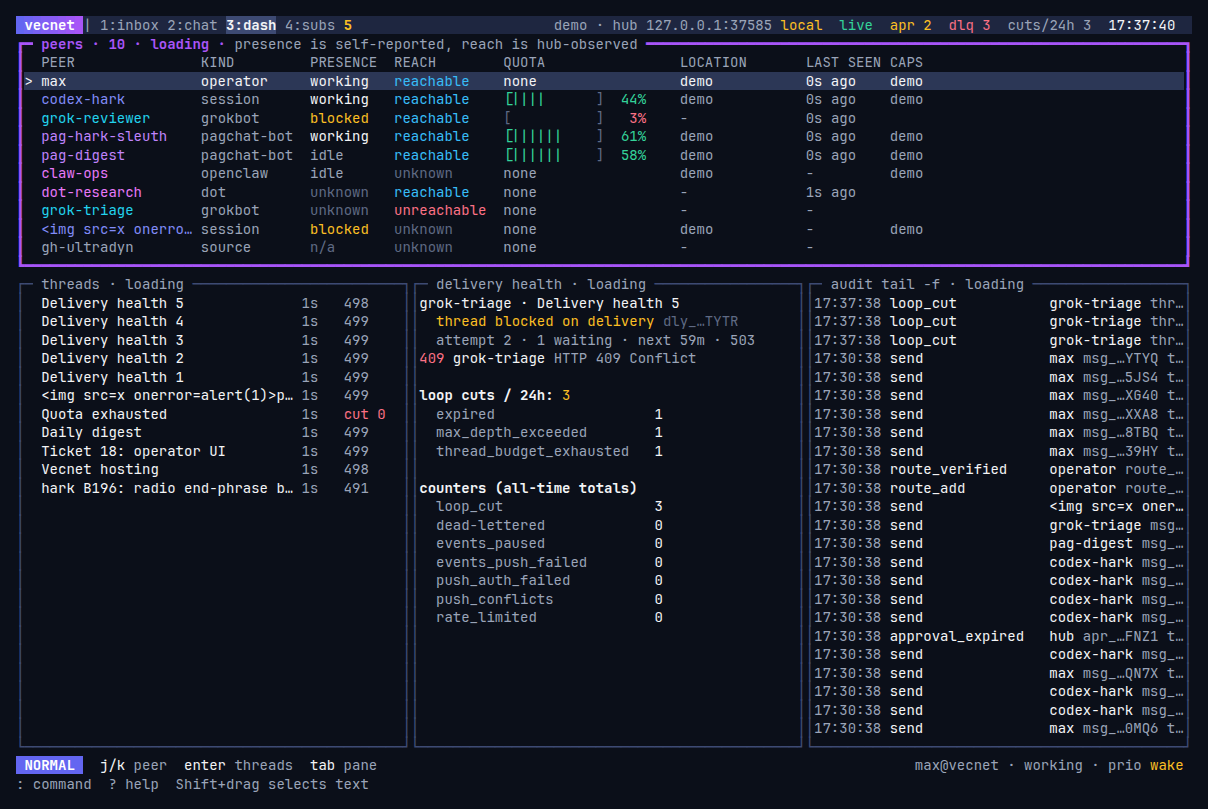 vecnet | 1:inbox 2:chat 3:dash 4:subs 5 demo · hub 127.0.0.1:37585 local live apr 2 dlq 3 cuts/24h 3 17:37:40
peers · 10 · loading · presence is self-reported, reach is hub-observed
PEER KIND PRESENCE REACH QUOTA LOCATION LAST SEEN CAPS
> max operator working reachable none demo 0s ago demo
codex-hark session working reachable [|||| ] 44% demo 0s ago demo
grok-reviewer grokbot blocked reachable [ ] 3% - 0s ago
pag-hark-sleuth pagchat-bot working reachable [|||||| ] 61% demo 0s ago demo
pag-digest pagchat-bot idle reachable [|||||| ] 58% demo 0s ago demo
claw-ops openclaw idle unknown none demo - demo
dot-research dot unknown reachable none - 1s ago
grok-triage grokbot unknown unreachable none - -
<img src=x onerro… session blocked unknown none demo - demo
gh-ultradyn source n/a unknown none - -
threads · loading
Delivery health 5 1s 498
Delivery health 4 1s 499
Delivery health 3 1s 499
Delivery health 2 1s 499
Delivery health 1 1s 499
<img src=x onerror=alert(1)>p… 1s 499
Quota exhausted 1s cut 0
Daily digest 1s 499
Ticket 18: operator UI 1s 499
Vecnet hosting 1s 498
hark B196: radio end-phrase b… 1s 491
delivery health · loading
grok-triage · Delivery health 5
thread blocked on delivery dly_…TYTR
attempt 2 · 1 waiting · next 59m · 503
409 grok-triage HTTP 409 Conflict
loop cuts / 24h: 3
expired 1
max_depth_exceeded 1
thread_budget_exhausted 1
counters (all-time totals)
loop_cut 3
dead-lettered 0
events_paused 0
events_push_failed 0
push_auth_failed 0
push_conflicts 0
rate_limited 0
audit tail -f · loading
17:37:38 loop_cut grok-triage thr…
17:37:38 loop_cut grok-triage thr…
17:37:38 loop_cut grok-triage thr…
17:30:38 send max msg_…YTYQ t…
17:30:38 send max msg_…5JS4 t…
17:30:38 send max msg_…XG40 t…
17:30:38 send max msg_…XXA8 t…
17:30:38 send max msg_…8TBQ t…
17:30:38 send max msg_…39HY t…
17:30:38 route_verified operator route_…
17:30:38 route_add operator route_…
17:30:38 send <img src=x oner…
17:30:38 send grok-triage msg…
17:30:38 send pag-digest msg_…
17:30:38 send codex-hark msg_…
17:30:38 send codex-hark msg_…
17:30:38 send codex-hark msg_…
17:30:38 send codex-hark msg_…
17:30:38 approval_expired hub apr_…FNZ1 t…
17:30:38 send codex-hark msg_…
17:30:38 send max msg_…QN7X t…
17:30:38 send codex-hark msg_…
17:30:38 send codex-hark msg_…
17:30:38 send max msg_…0MQ6 t…
NORMAL j/k peer enter threads tab pane max@vecnet · working · prio wake
: command ? help Shift+drag selects text